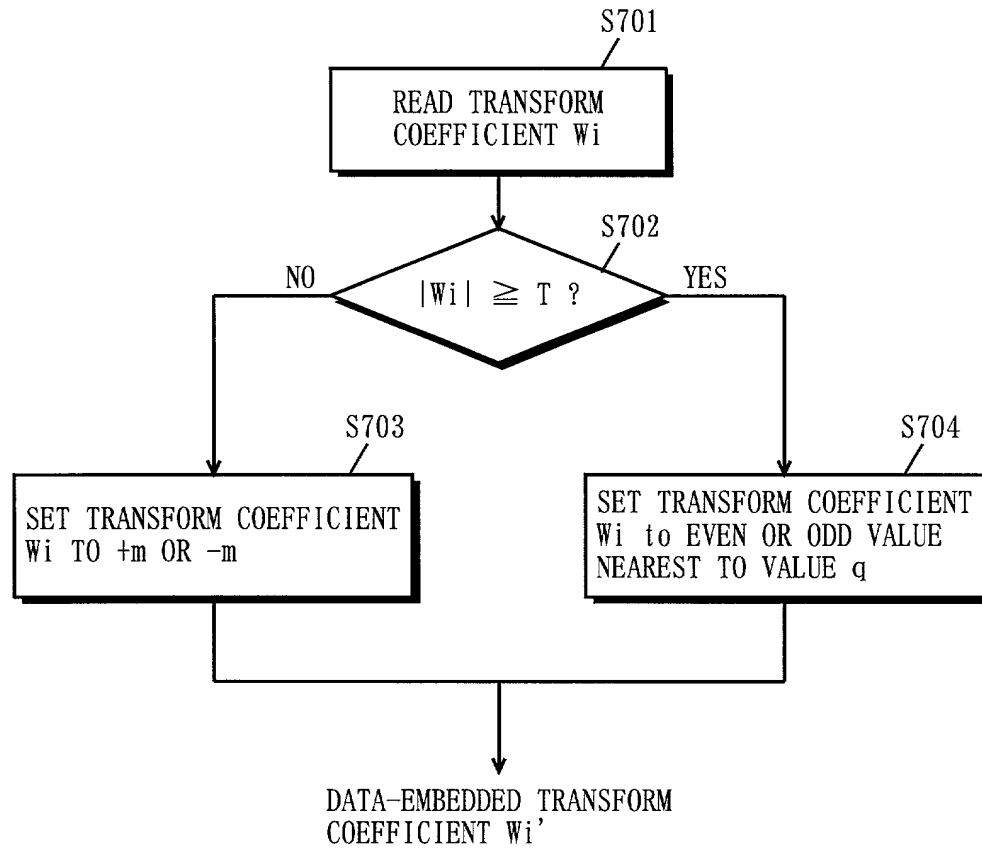 S701
READ TRANSFORM
COEFFICIENT Wi
S702
NO
|Wi| ≧ T ?
YES
S703
SET TRANSFORM COEFFICIENT
Wi TO +m OR -m
S704
SET TRANSFORM COEFFICIENT
Wi to EVEN OR ODD VALUE
NEAREST TO VALUE q
DATA-EMBEDDED TRANSFORM
COEFFICIENT Wi'